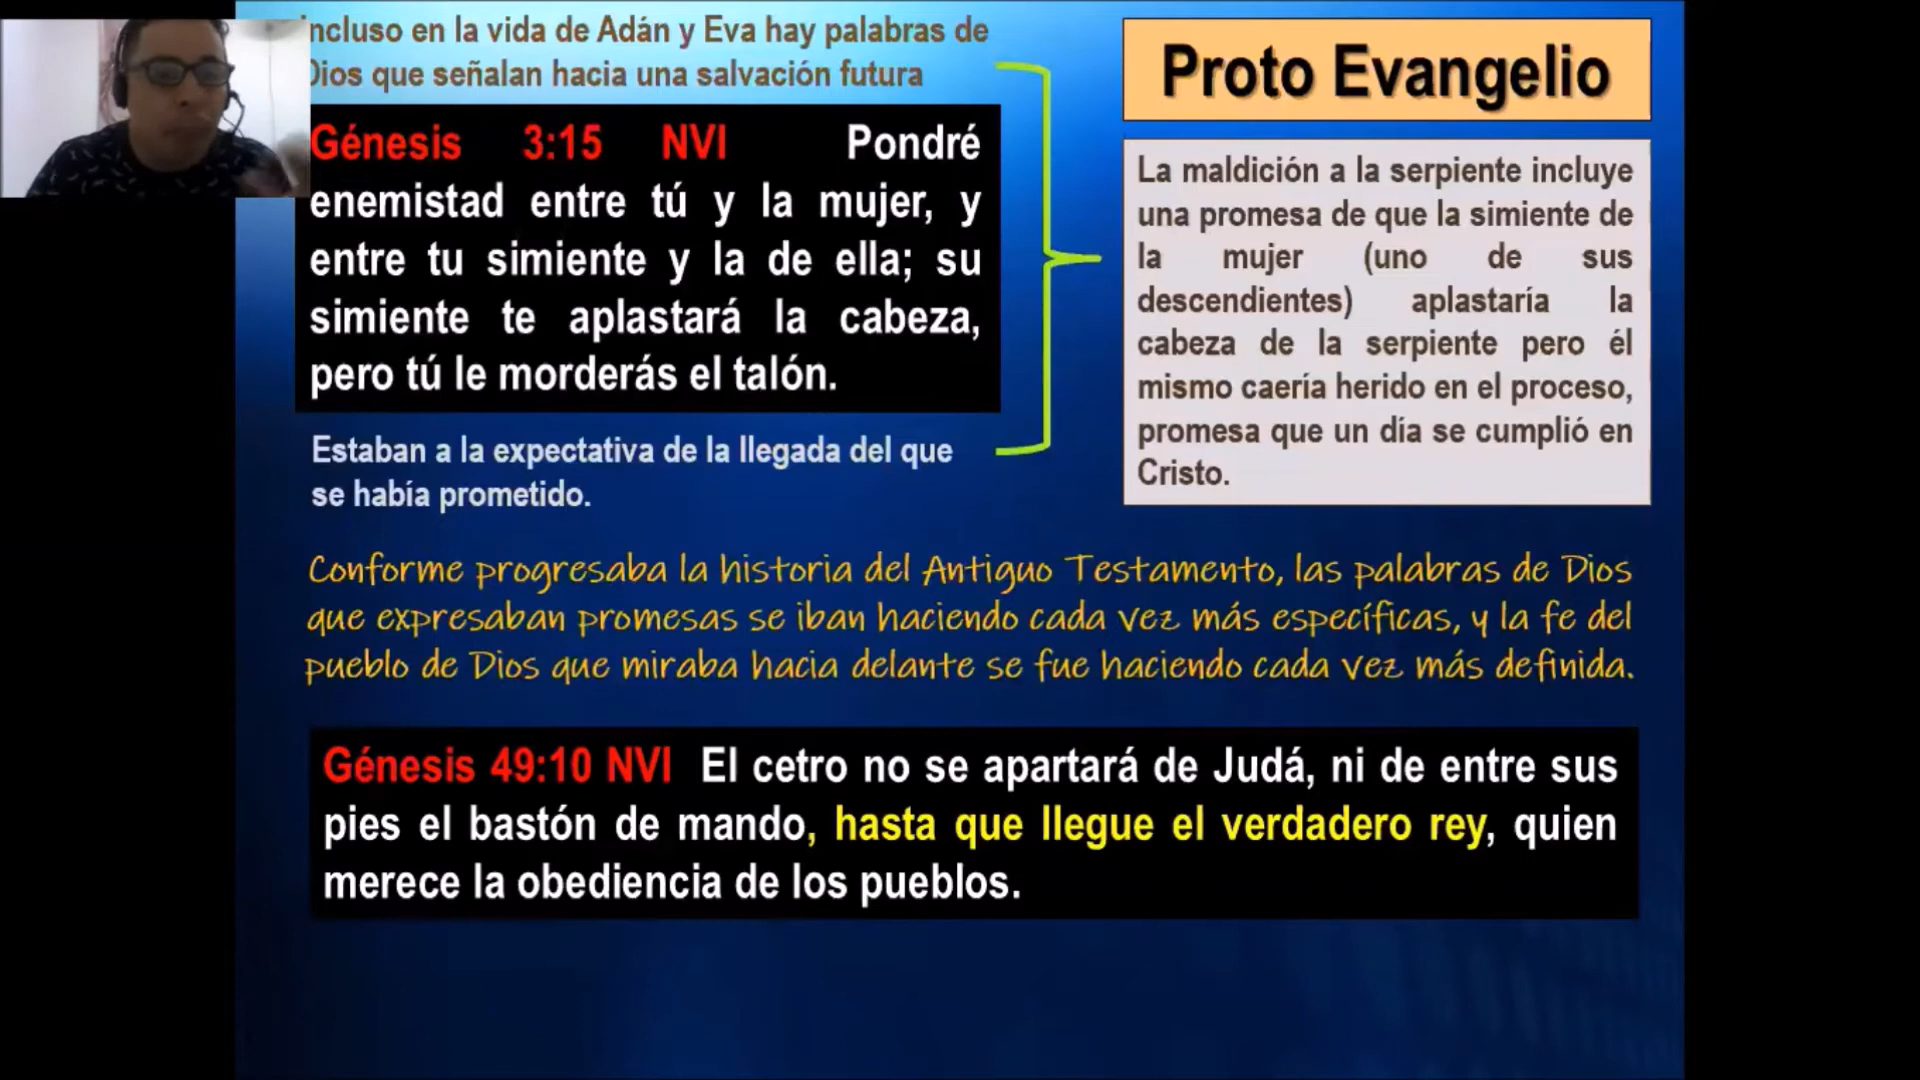 ncluso en la vida de Adán y Eva hay palabras de
Dios que señalan hacia una salvación futura
Génesis 3:15 NVI Pondré
enemistad entre tú y la mujer, y
entre tu simiente y la de ella; su
simiente te aplastará la cabeza,
pero tú le morderás el talón.
Estaban a la expectativa de la llegada del que
se había prometido.
Proto Evangelio
La maldición a la serpiente incluye
una promesa de que la simiente de
la mujer (uno de sus
descendientes) aplastaría la
cabeza de la serpiente pero él
mismo caería herido en el proceso,
promesa que un día se cumplió en
Cristo.
Conforme progresaba la historia del Antiguo Testamento, las palabras de Dios
que expresaban promesas se iban haciendo cada vez más específicas, y la fe del
pueblo de Dios que miraba hacia delante se fue haciendo cada vez más definida.
Génesis 49:10 NVI El cetro no se apartará de Judá, ni de entre sus
pies el bastón de mando, hasta que llegue el verdadero rey, quien
merece la obediencia de los pueblos.